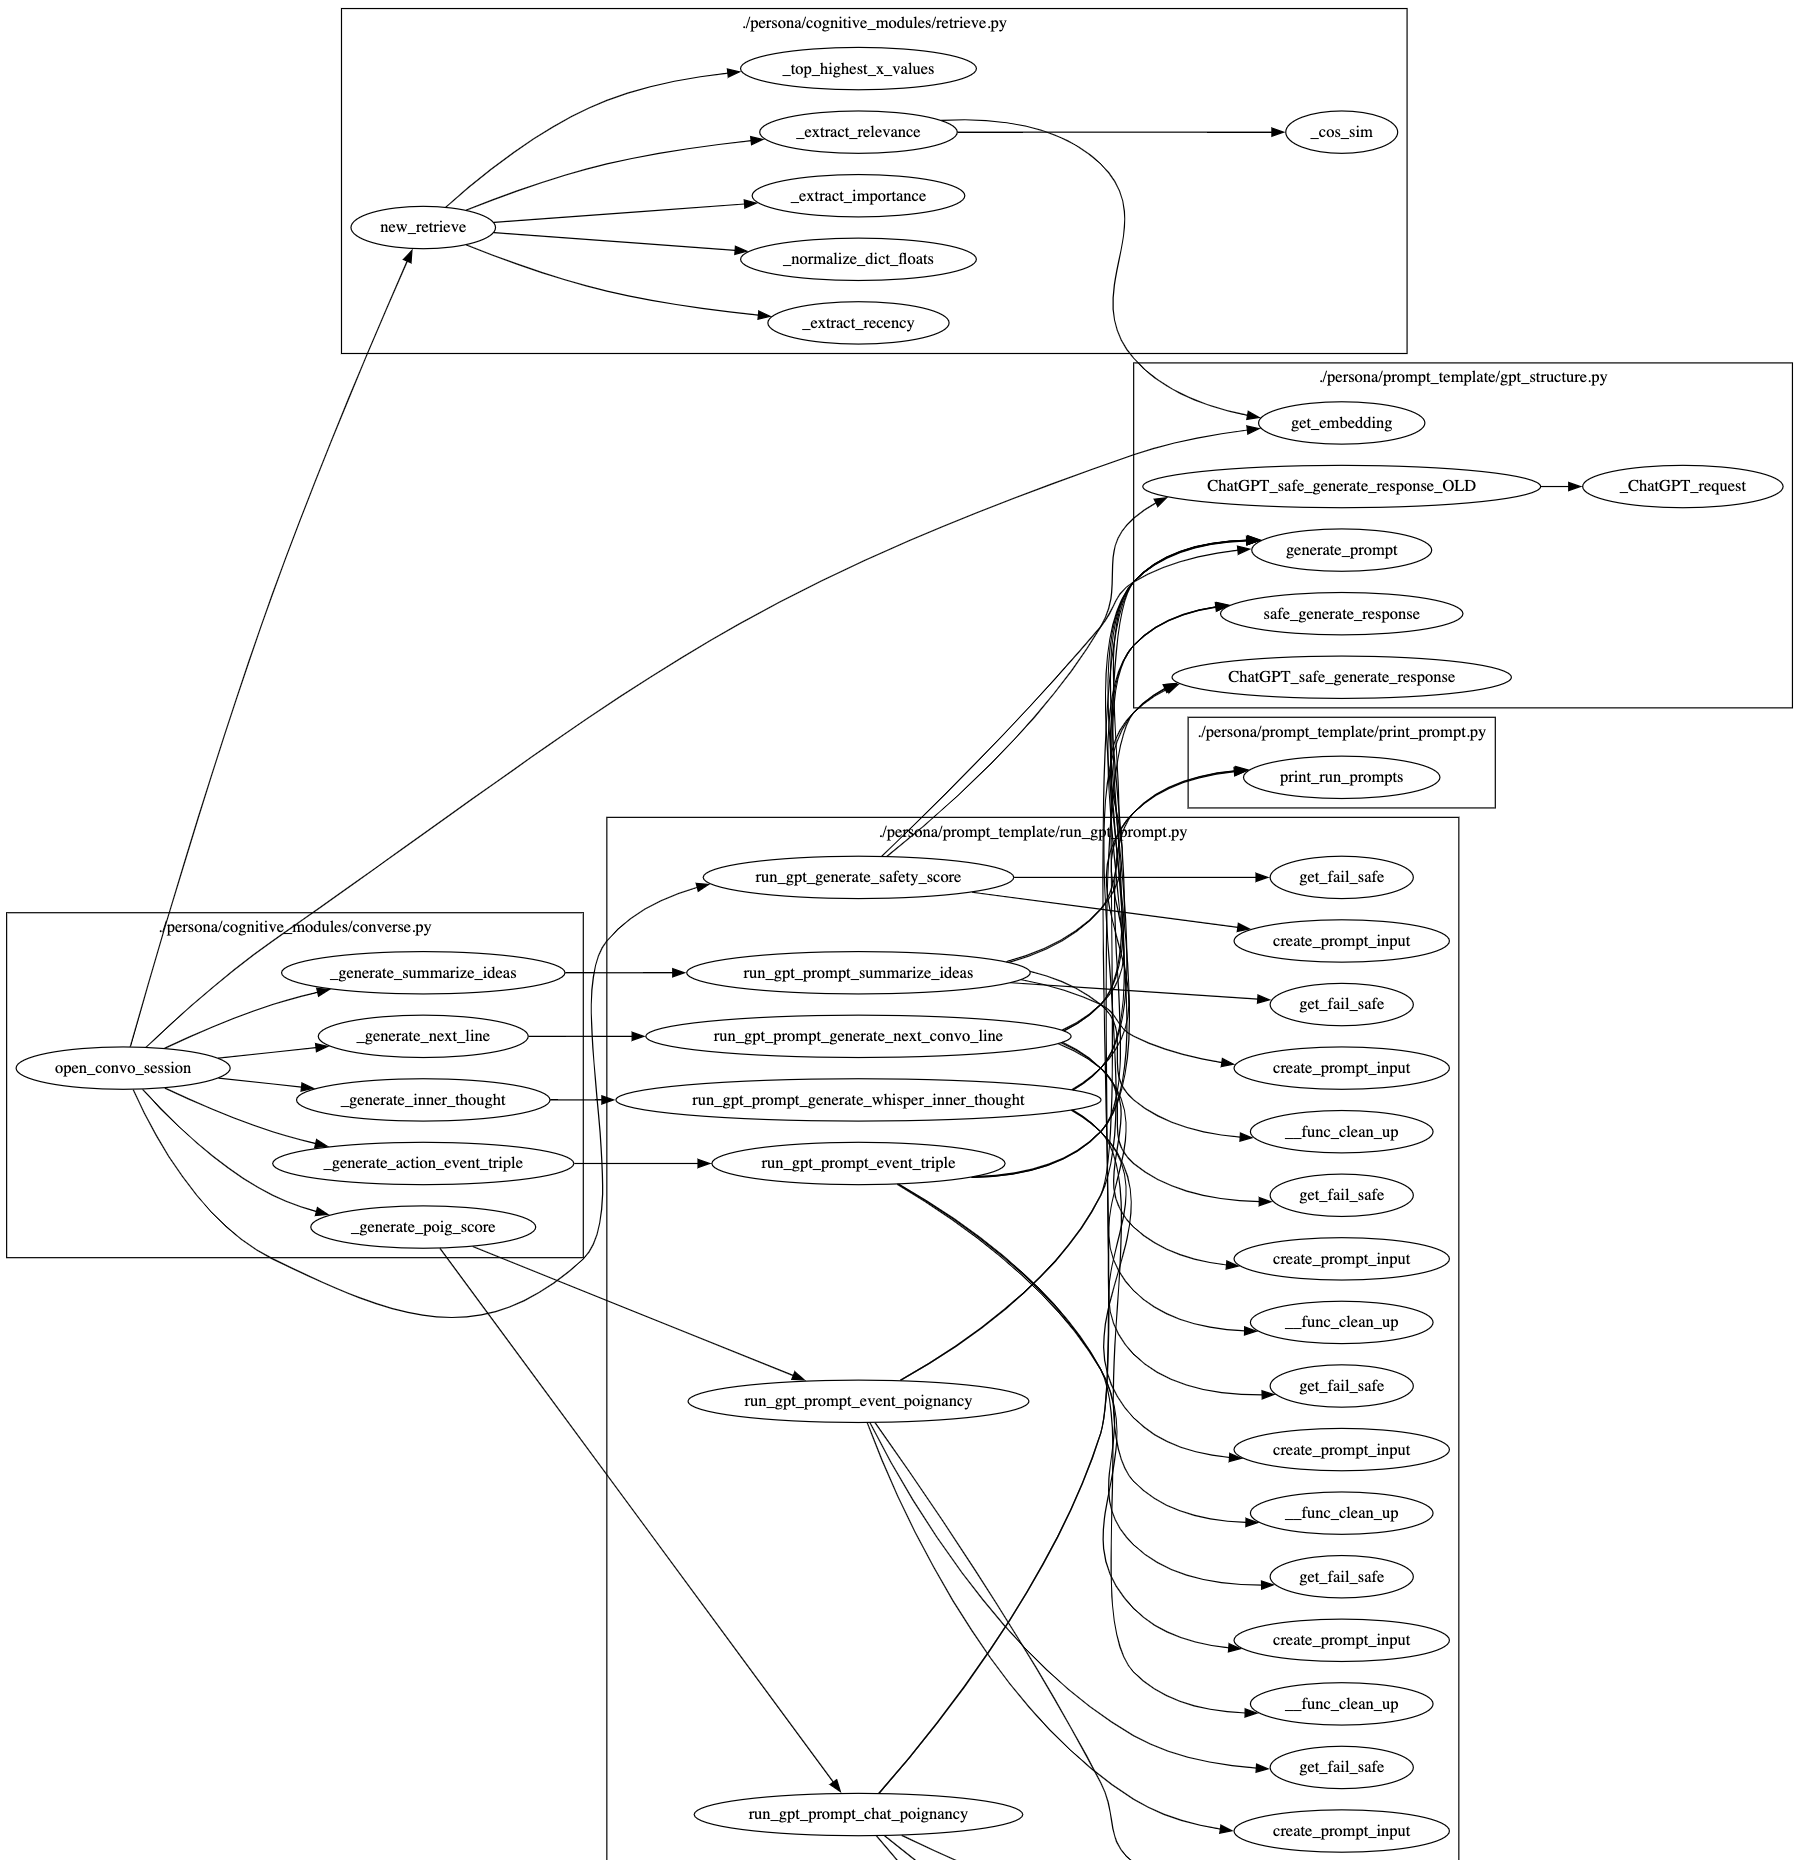 ./persona/cognitive_modules/retrieve.py
_top_highest_x_values
_extract_relevance
_cos_sim
_extract_importance
new_retrieve
_normalize_dict_floats
_extract_recency
./persona/prompt_template/gpt_structure.py
get_embedding
ChatGPT_safe_generate_response_OLD
_ChatGPT_request
generate_prompt
safe_generate_response
ChatGPT_safe_generate_response
./persona/prompt_template/print_prompt.py
print_run_prompts
./persona/prompt_template/run_gpt_prompt.py
run_gpt_generate_safety_score
get_fail_safe
./persona/cognitive_modules/converse.py
create_prompt_input
_generate_summarize_ideas
run_gpt_prompt_summarize_ideas
get_fail_safe
_generate_next_line
run_gpt_prompt_generate_next_convo_line
open_convo_session
create_prompt_input
_generate_inner_thought
run_gpt_prompt_generate_whisper_inner_thought
__func_clean_up
_generate_action_event_triple
run_gpt_prompt_event_triple
get_fail_safe
_generate_poig_score
create_prompt_input
__func_clean_up
get_fail_safe
run_gpt_prompt_event_poignancy
create_prompt_input
__func_clean_up
get_fail_safe
create_prompt_input
__func_clean_up
get_fail_safe
run_gpt_prompt_chat_poignancy
create_prompt_input